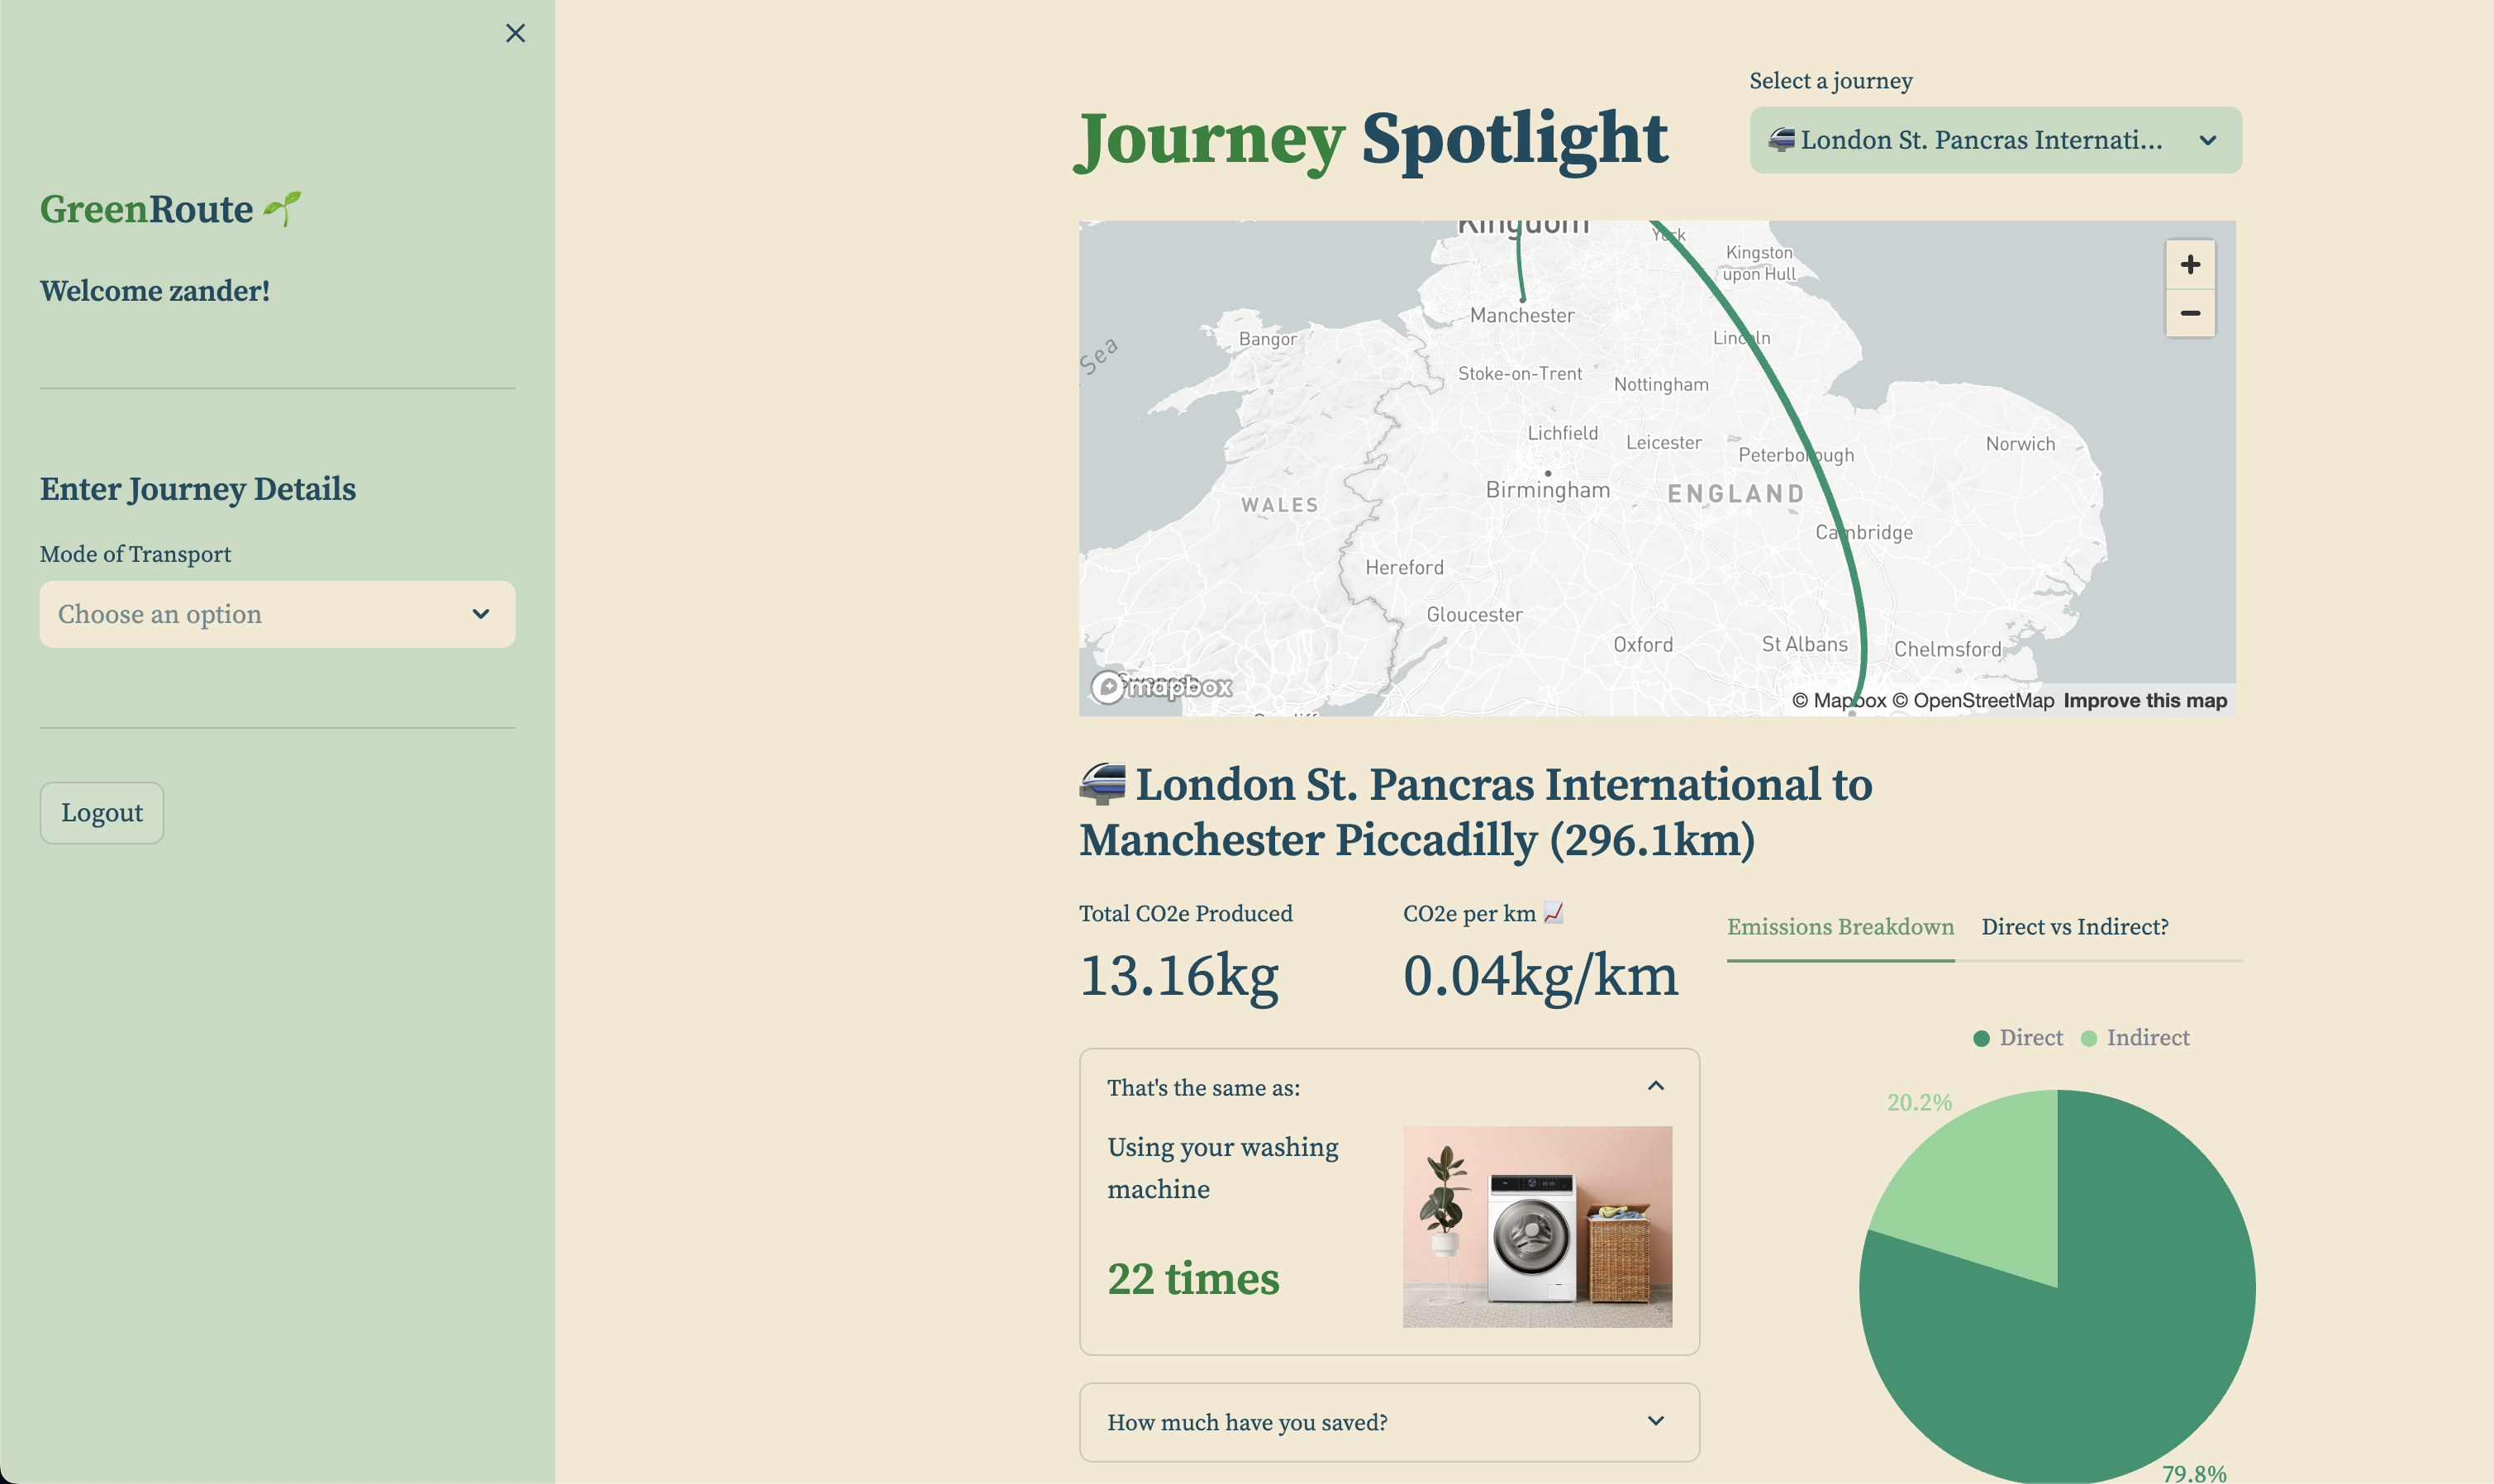 GreenRoute
Welcome zander!
Enter Journey Details
Mode of Transport
Choose an option
Logout
Journey Spotlight
Select a journey
London St. Pancras Internati...
Kingdom
York
Kingston
upon Hull
Manchester
Lincoln
Bangor
Sea
Stoke-on-Trent
Nottingham
Lichfield
Leicester
Norwich
Peterborough
Birmingham
ENGLAND
WALES
Cambridge
Hereford
Gloucester
Oxford
St Albans
Chelmsford
Swansea
mapbox
© Mapbox © OpenStreetMap Improve this map
Cardiff
London St. Pancras International to
Manchester Piccadilly (296.1km)
Total CO2e Produced
13.16kg
CO2e per km
0.04kg/km
Emissions Breakdown
Direct vs Indirect?
That's the same as:
Using your washing
machine
22 times
How much have you saved?
Direct
Indirect
20.2%
79.8%